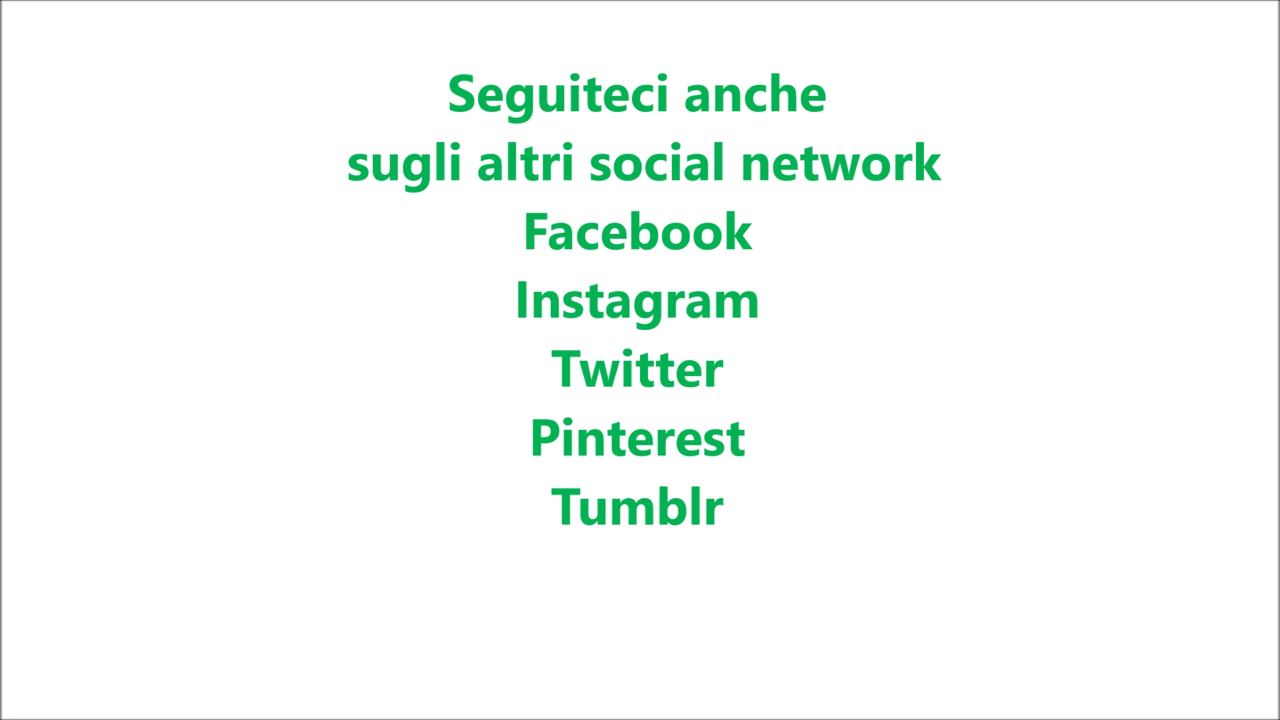 Seguiteci anche
sugli altri social network
Facebook
Instagram
Twitter
Pinterest
Tumblr